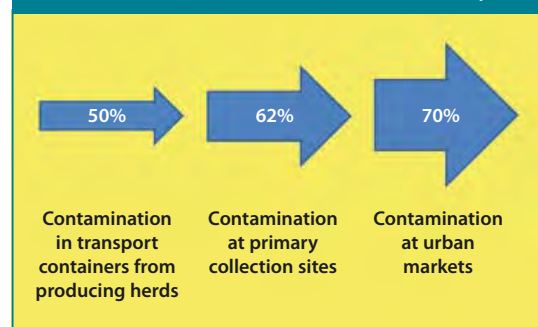 50%
62%
70%
Contamination
in transport
containers from
producing herds
Contamination
at primary
collection sites
Contamination
at urban
markets